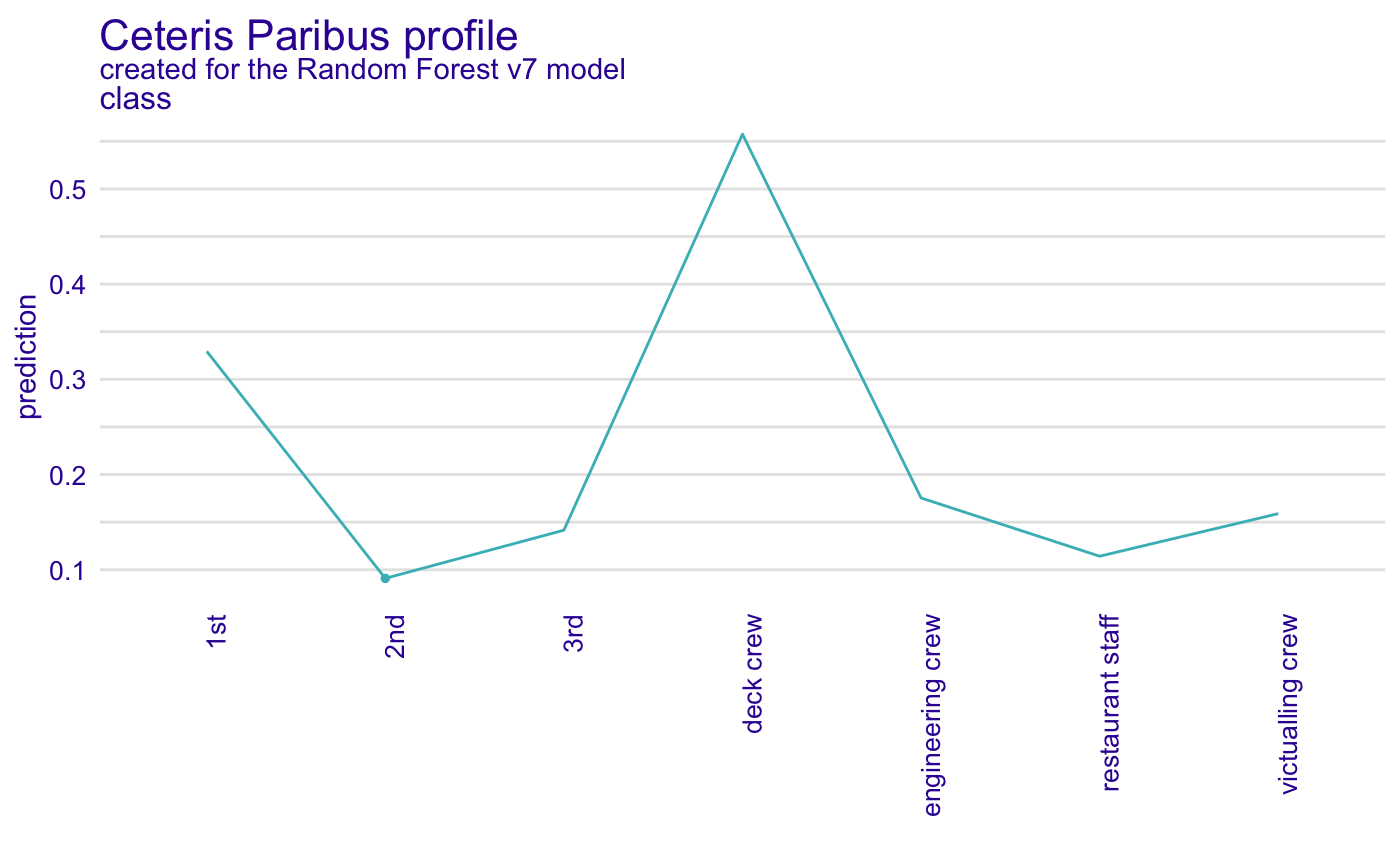 Ceteris Paribus profile
created for the Random Forest v7 model
class
prediction
0.5
0.4
0.3
0.2
0.1
1st
2nd
3rd
deck crew
engineering crew
restaurant staff
victualling crew